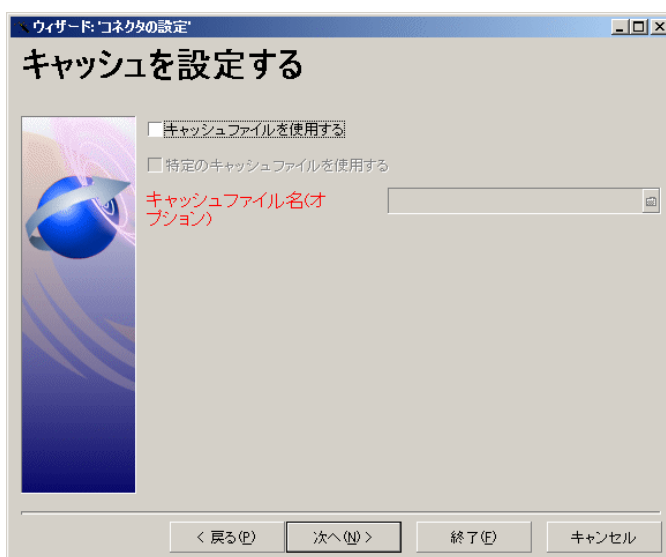 ウィザード:'コネクタの設定'
キャッシュを設定する
キャッシュファイルを使用する
特定のキャッシュファイルを使用する
キャッシュファイル名(オ
プション)
< 戻る(P)
次へ(N) >
終了(F)
キャンセル